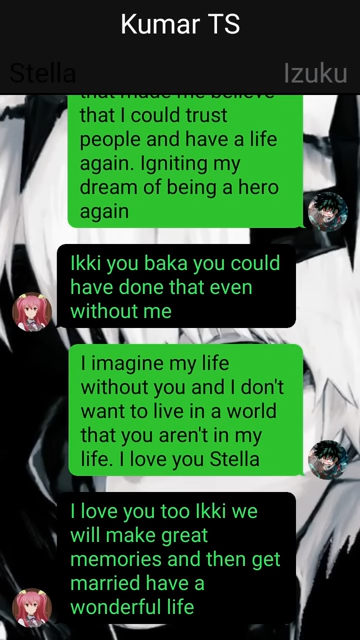 Kumar TS
Stella
Izuku
that made me believe
that I could trust
people and have a life
again. Igniting my
dream of being a hero
again
Ikki you baka you could
have done that even
without me
I imagine my life
without you and I don't
want to live in a world
that you aren't in my
life. I love you Stella
I love you too Ikki we
will make great
memories and then get
married have a
wonderful life